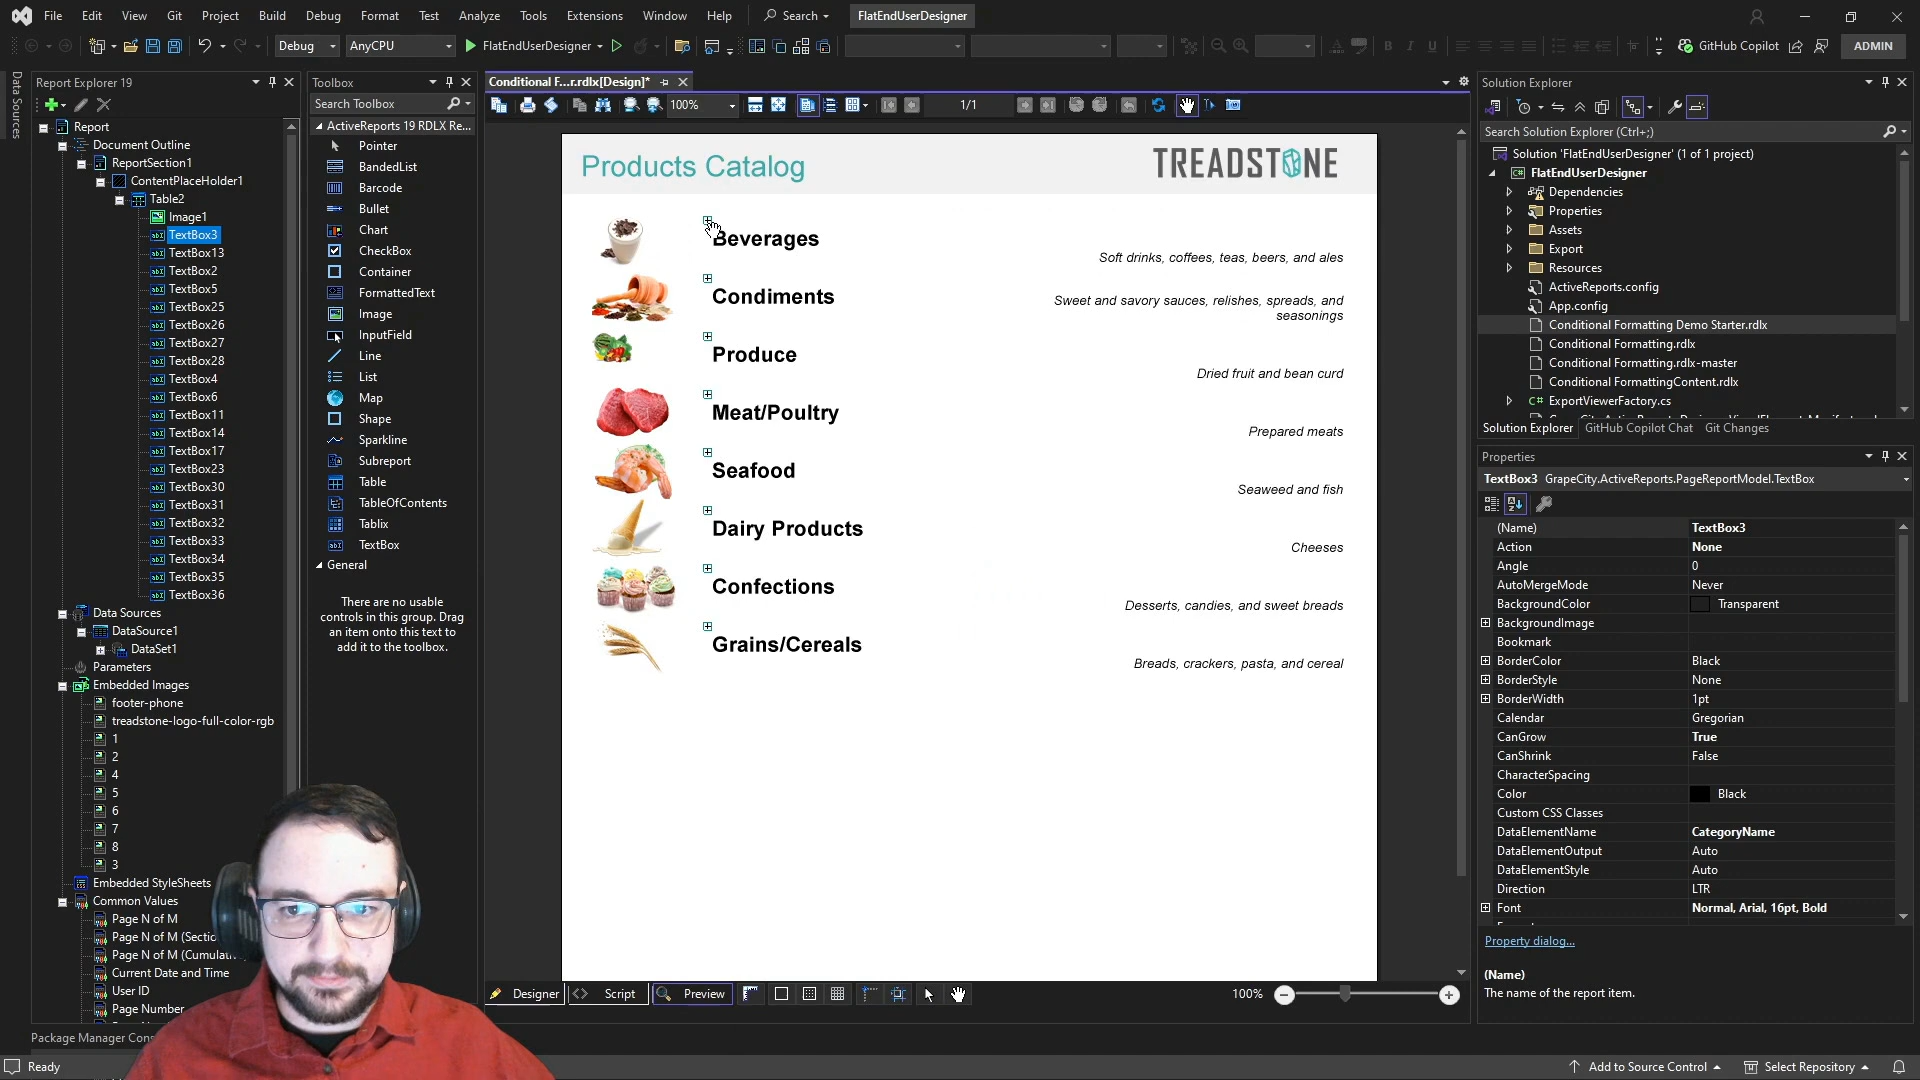 File Edit View Git Project Build Debug Format Test Analyze Tools Extensions Window Help Search FlatEndUserDesigner
Debug AnyCPU FlatEndUserDesigner GitHub Copilot ADMIN
Data Sources
Report Explorer 19
Report
Document Outline
ReportSection1
ContentPlaceHolder1
Table2
Image1
TextBox3
TextBox13
TextBox2
TextBox5
TextBox25
TextBox26
TextBox27
TextBox28
TextBox4
TextBox6
TextBox11
TextBox14
TextBox17
TextBox23
TextBox30
TextBox31
TextBox32
TextBox33
TextBox34
TextBox35
TextBox36
Data Sources
DataSource1
DataSet1
Parameters
Embedded Images
footer-phone
treadstone-logo-full-color-rgb
1
2
4
5
6
7
8
3
Embedded StyleSheets
Common Values
Page N of M
Page N of M (Sectio
Page N of M (Cumulati
Current Date and Time
User ID
Page Number
Package Manager Cons
Toolbox
Search Toolbox
ActiveReports 19 RDLX Re...
Pointer
BandedList
Barcode
Bullet
Chart
CheckBox
Container
FormattedText
Image
InputField
Line
List
Map
Shape
Sparkline
Subreport
Table
TableOfContents
Tablix
TextBox
General
There are no usable
controls in this group. Drag
an item onto this text to
add it to the toolbox.
Conditional F...r.rdlx[Design]*
100% 1/1
Products Catalog TREADSTONE
Beverages
Soft drinks, coffees, teas, beers, and ales
Condiments
Sweet and savory sauces, relishes, spreads, and
seasonings
Produce
Dried fruit and bean curd
Meat/Poultry
Prepared meats
Seafood
Seaweed and fish
Dairy Products
Cheeses
Confections
Desserts, candies, and sweet breads
Grains/Cereals
Breads, crackers, pasta, and cereal
Designer Script Preview 100%
Solution Explorer
Search Solution Explorer (Ctrl+;)
Solution 'FlatEndUserDesigner' (1 of 1 project)
FlatEndUserDesigner
Dependencies
Properties
Assets
Export
Resources
ActiveReports.config
App.config
Conditional Formatting Demo Starter.rdlx
Conditional Formatting.rdlx
Conditional Formatting.rdlx-master
Conditional FormattingContent.rdlx
C# ExportViewerFactory.cs
Solution Explorer GitHub Copilot Chat Git Changes
Properties
TextBox3 GrapeCity.ActiveReports.PageReportModel.TextBox
(Name) TextBox3
Action None
Angle 0
AutoMergeMode Never
BackgroundColor Transparent
BackgroundImage
Bookmark
BorderColor Black
BorderStyle None
BorderWidth 1pt
Calendar Gregorian
CanGrow True
CanShrink False
CharacterSpacing
Color Black
Custom CSS Classes
DataElementName CategoryName
DataElementOutput Auto
DataElementStyle Auto
Direction LTR
Font Normal, Arial, 16pt, Bold
Property dialog...
(Name)
The name of the report item.
Ready Add to Source Control Select Repository